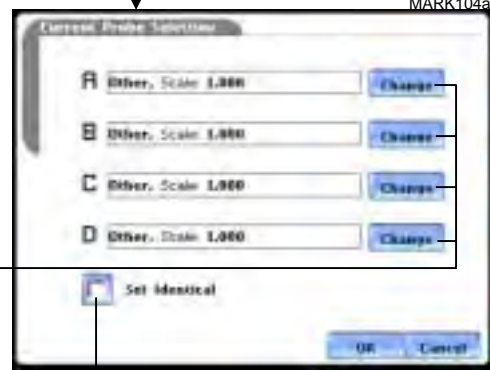 MARK104a
Current Probe Selection
A Other, Scale 1.000 Change
B Other, Scale 1.000 Change
C Other, Scale 1.000 Change
D Other, Scale 1.000 Change
Set Identical
OK Cancel